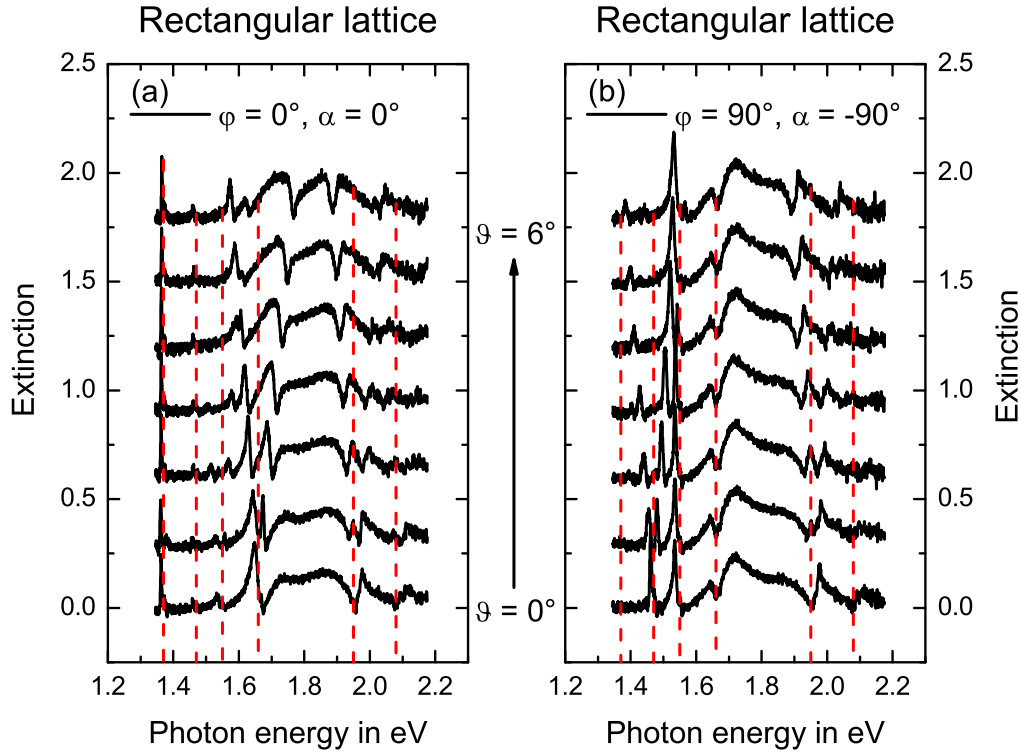 Rectangular lattice
Rectangular lattice
(a)
φ = 0°, α = 0°
(b)
φ = 90°, α = -90°
2.5
2.0
1.5
1.0
0.5
0.0
2.5
2.0
1.5
1.0
0.5
0.0
Extinction
Extinction
ϑ = 6°
ϑ = 0°
1.2 1.4 1.6 1.8 2.0 2.2
1.2 1.4 1.6 1.8 2.0 2.2
Photon energy in eV
Photon energy in eV